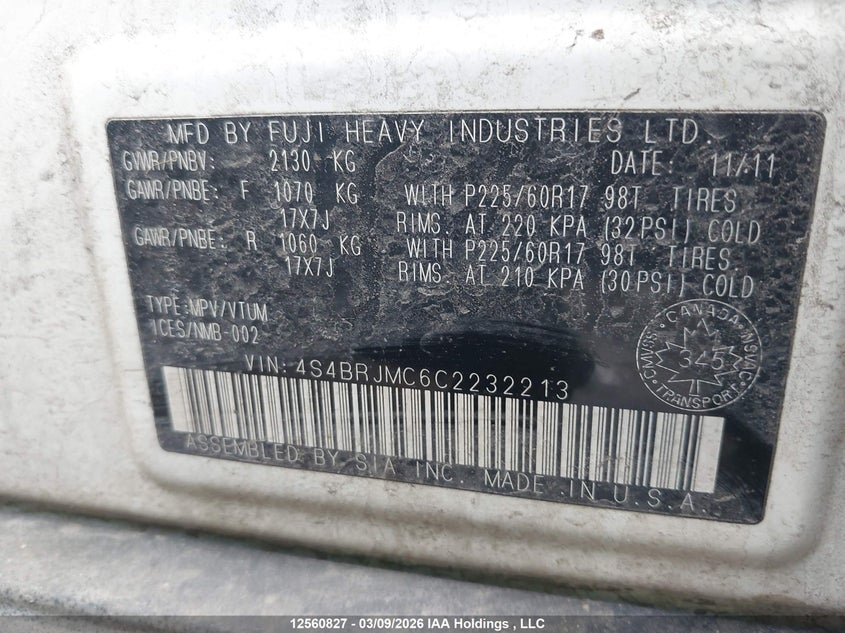 MFD BY FUJI HEAVY INDUSTRIES LTD.
GVWR/PNBV: 2130 KG DATE: 11/11
GAWR/PNBE: F 1070 KG WITH P225/60R17 98T TIRES
17X7J RIMS. AT 220 KPA (32PSI) COLD
GAWR/PNBE: R 1060 KG WITH P225/60R17 98T TIRES
17X7J RIMS. AT 210 KPA (30PSI) COLD
TYPE:MPV/VTUM
1CES/NMB-002
CANADA
CMVSS
NSVAC
345
TRANSPORT
VIN: 4S4BRJMC6C2232213
ASSEMBLED BY S.I.A. INC. MADE IN U.S.A.
12560827 - 03/09/2026 IAA Holdings , LLC